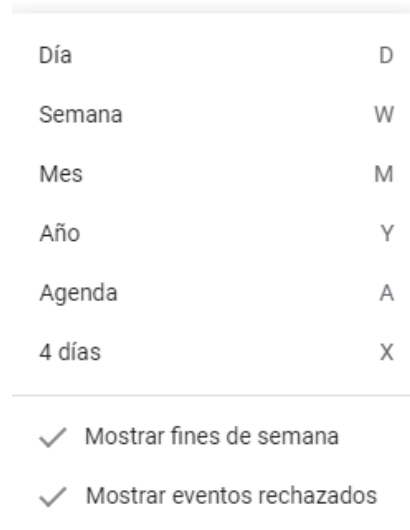 Día D
Semana W
Mes M
Año Y
Agenda A
4 días X
Mostrar fines de semana
Mostrar eventos rechazados